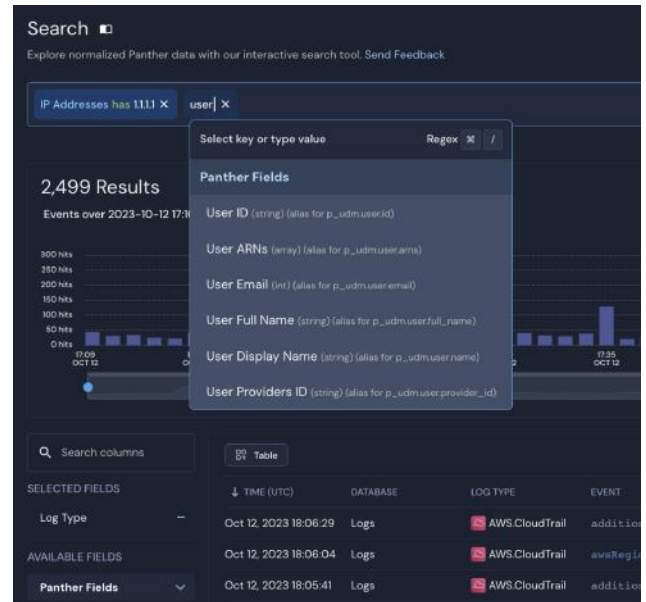 Search
Explore normalized Panther data with our interactive search tool. Send Feedback
IP Addresses has 1.1.1.1 × user ×
Select key or type value Regex ⌘ /
Panther Fields
User ID (string) (alias for p_udm.user.id)
User ARNs (array) (alias for p_udm.user.arns)
User Email (int) (alias for p_udm.user.email)
User Full Name (string) (alias for p_udm.user.full_name)
User Display Name (string) (alias for p_udm.user.name)
User Providers ID (string) (alias for p_udm.user.provider_id)
2,499 Results
Events over 2023-10-12 17:1
300 hits
250 hits
200 hits
150 hits
100 hits
50 hits
0 hits
17:09 17:35
OCT 12 OCT 12
Search columns
Table
SELECTED FIELDS
↓ TIME (UTC) DATABASE LOG TYPE EVENT
Log Type –
Oct 12, 2023 18:06:29 Logs AWS.CloudTrail additio
AVAILABLE FIELDS
Oct 12, 2023 18:06:04 Logs AWS.CloudTrail awsRegi
Panther Fields
Oct 12, 2023 18:05:41 Logs AWS.CloudTrail additio